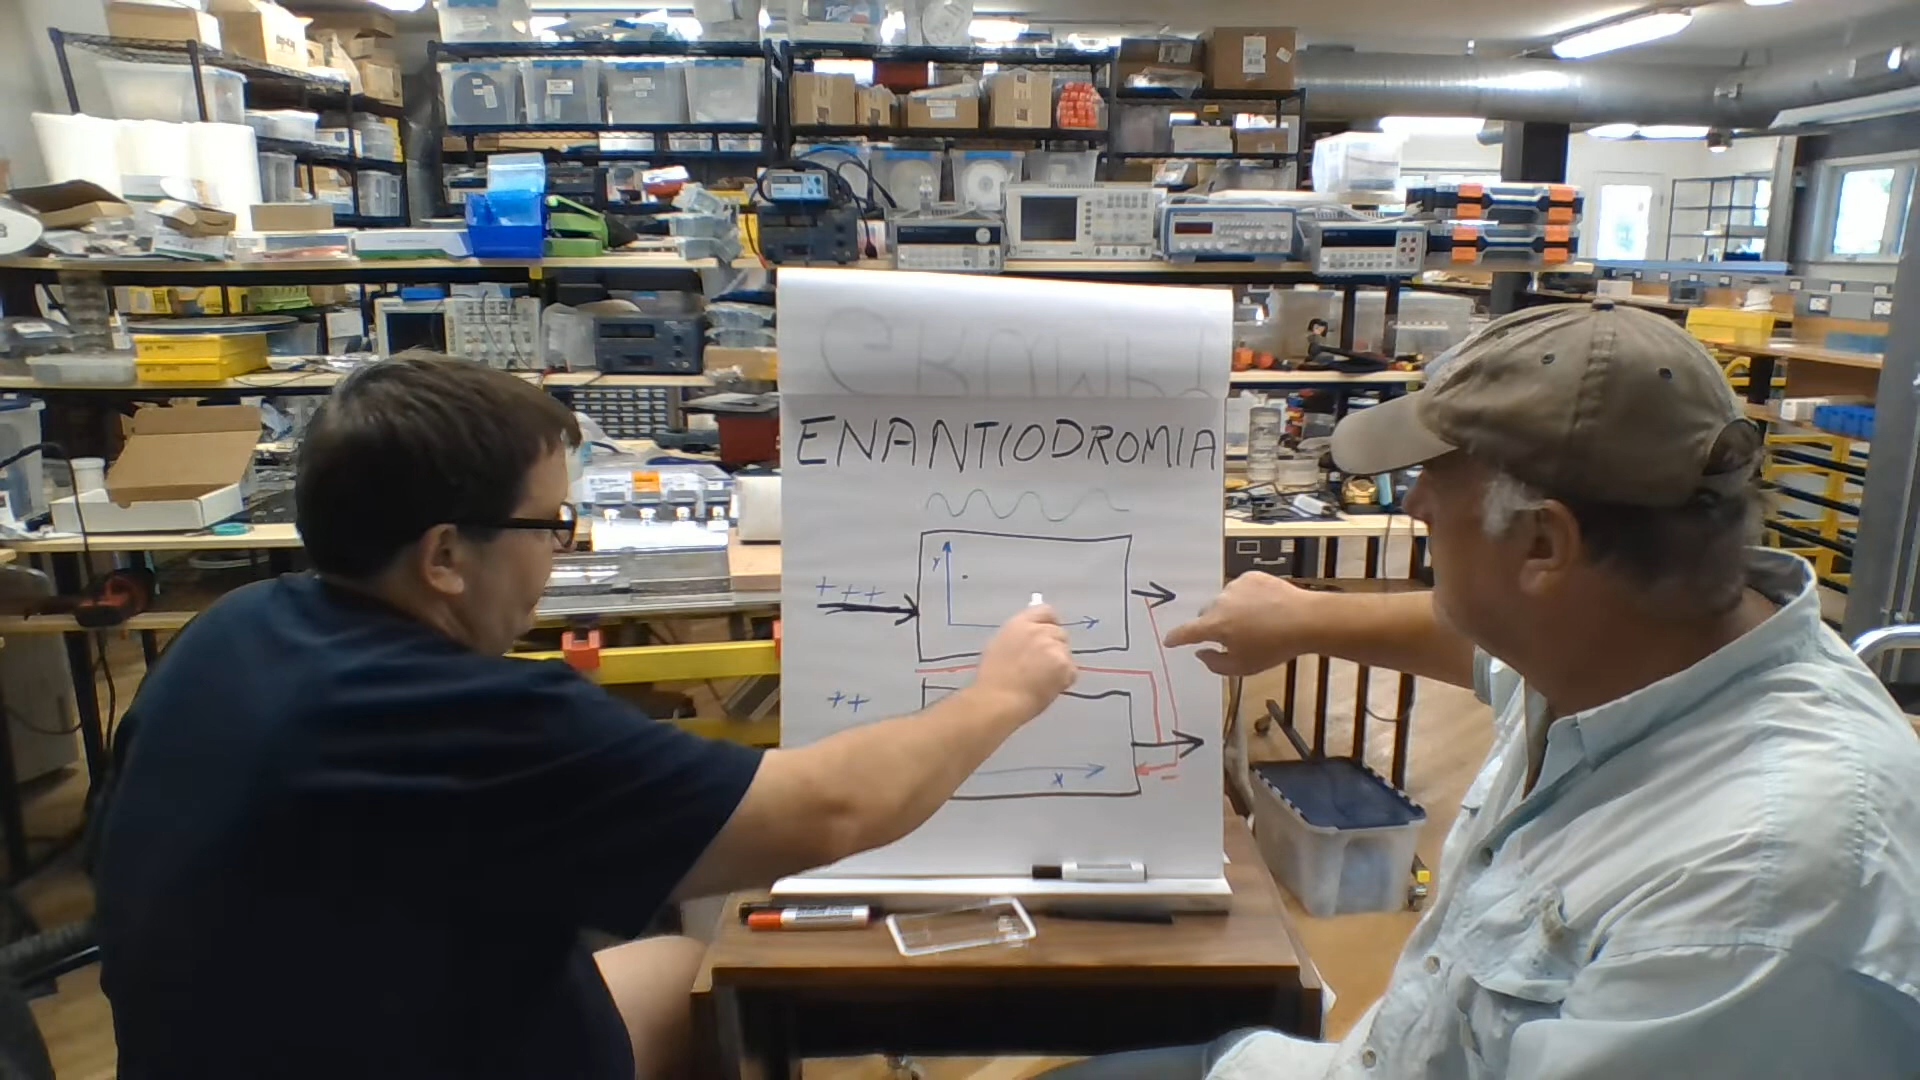 ENANTIODROMIA
Y
+++
++
X
−